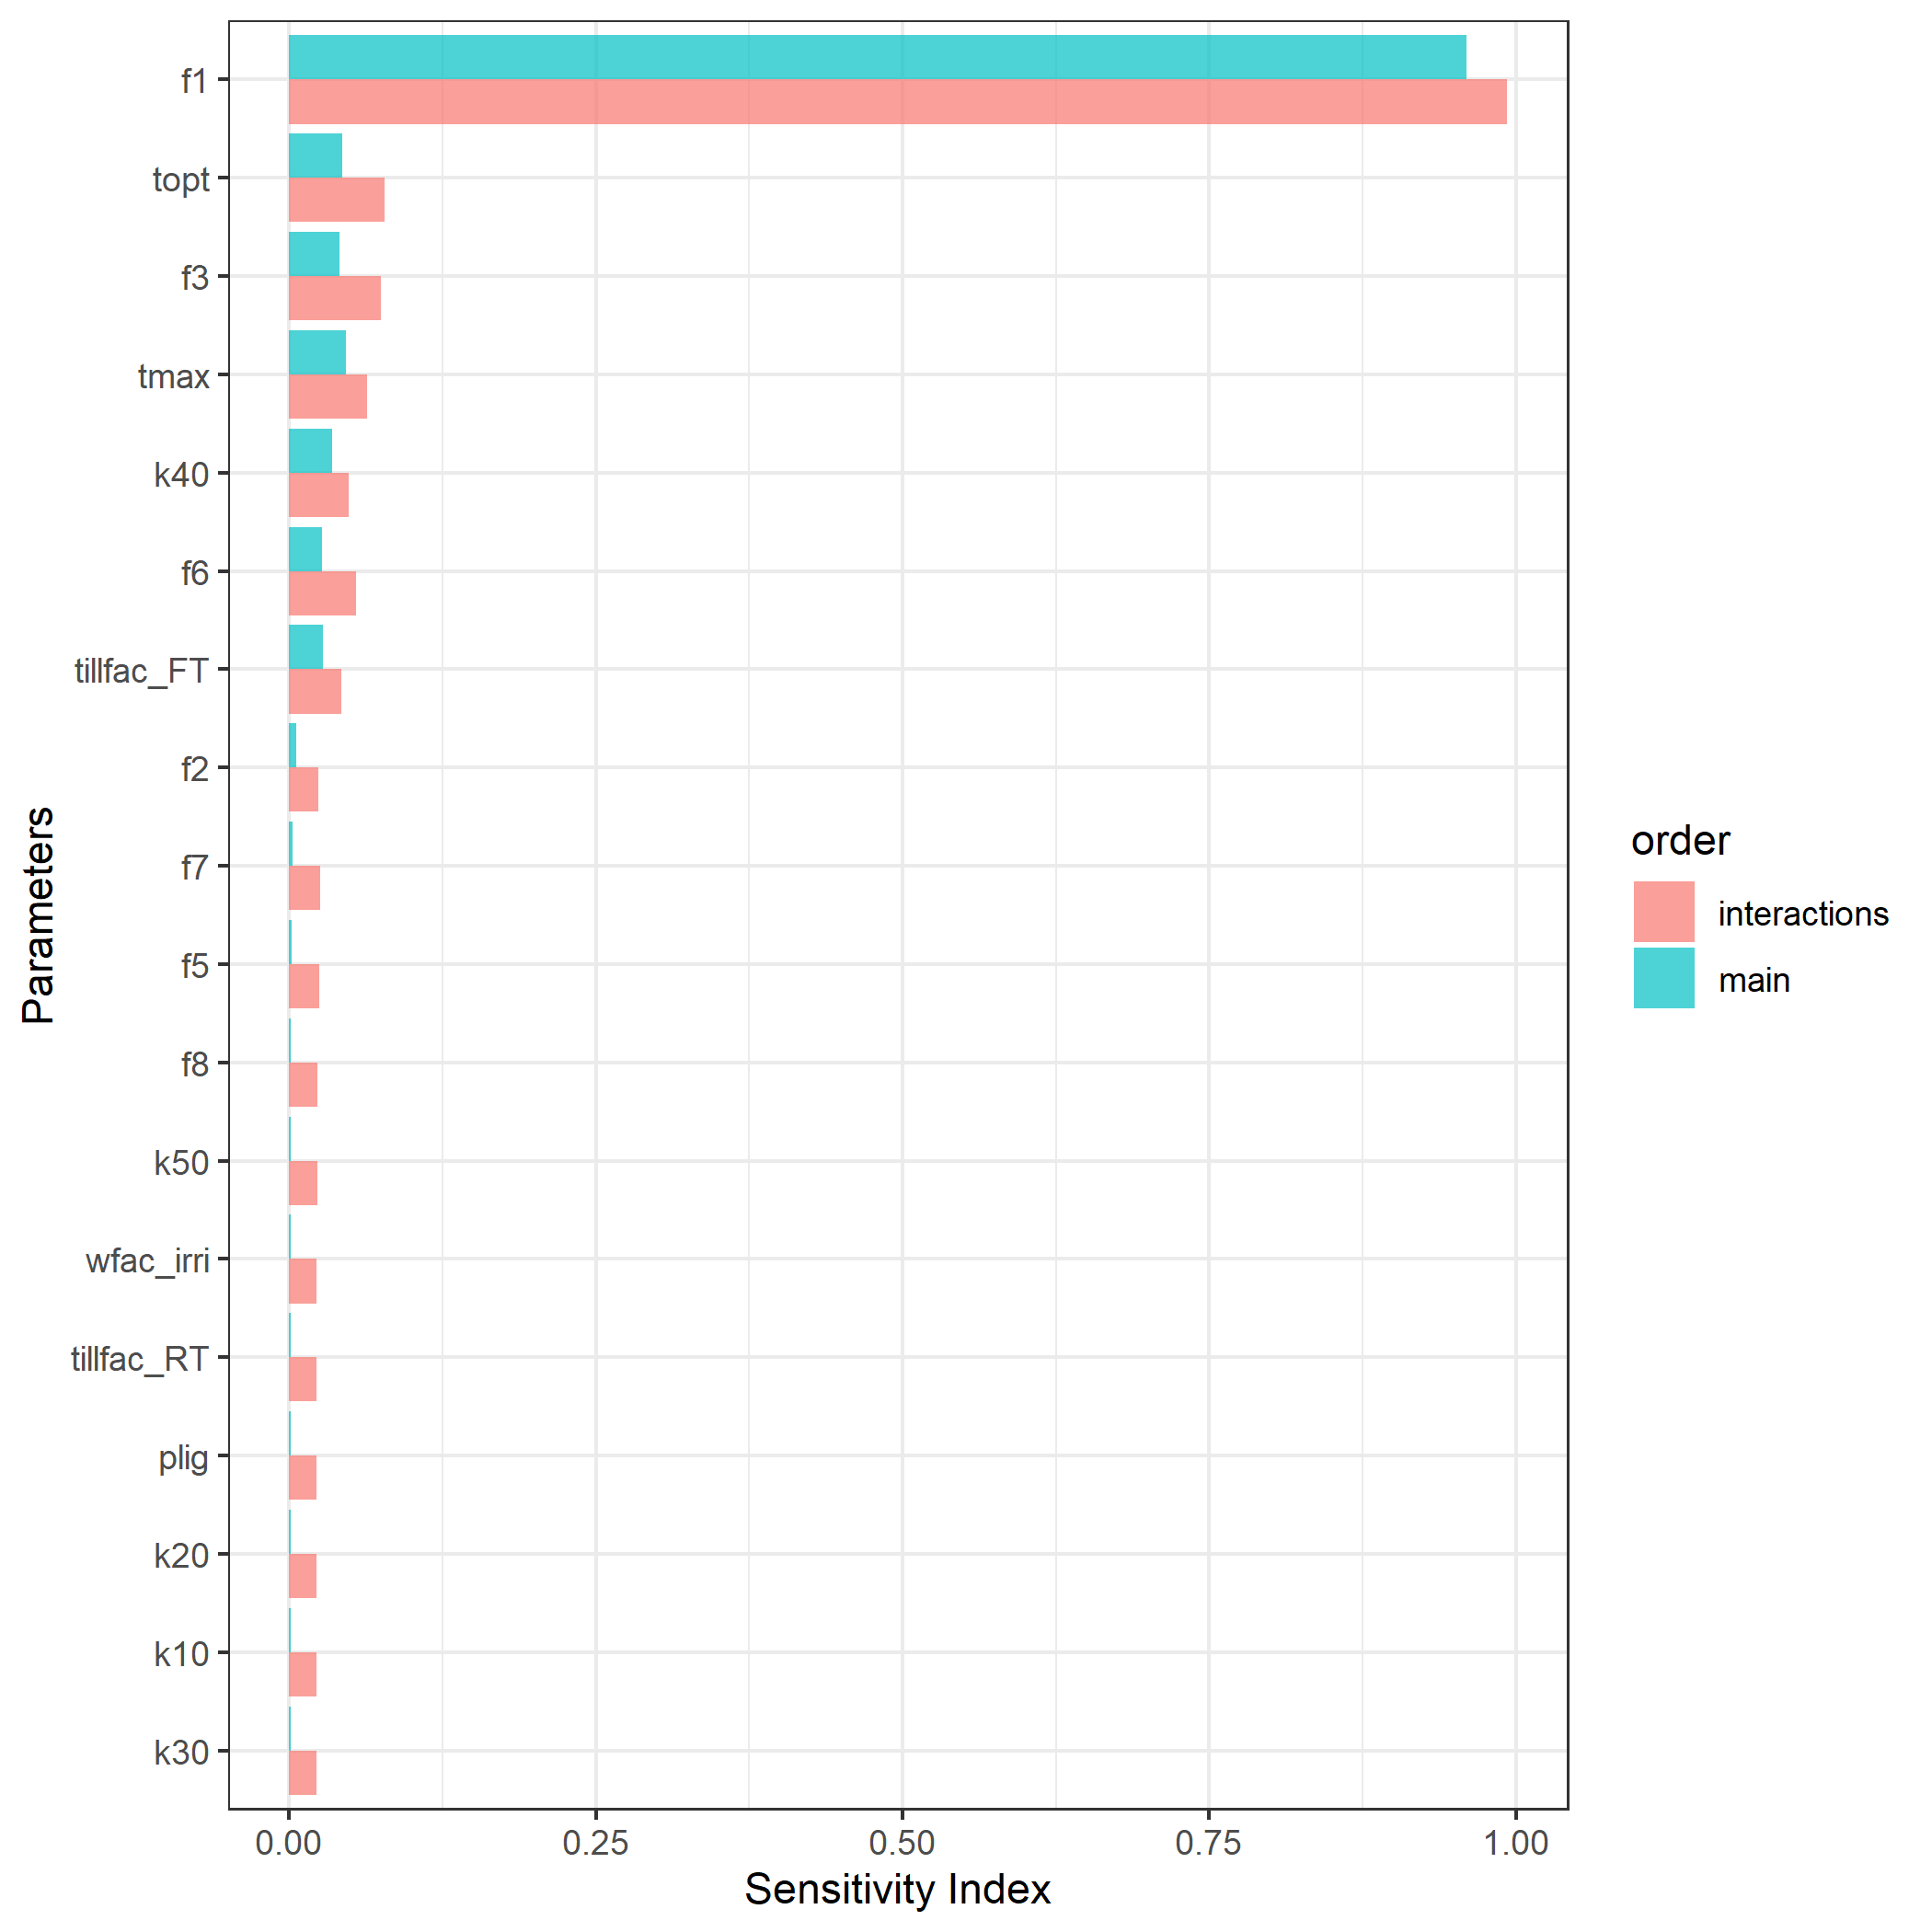 f1
topt
f3
tmax
k40
f6
tillfac_FT
f2
f7
f5
f8
k50
wfac_irri
tillfac_RT
plig
k20
k10
k30
Parameters
0.00 0.25 0.50 0.75 1.00
Sensitivity Index
order
interactions
main